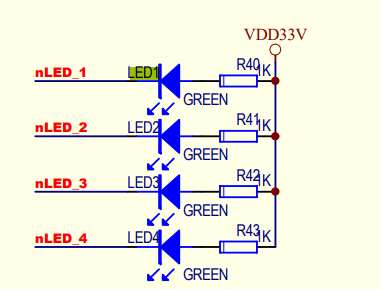 VDD33V
nLED_1 LED1 R40 1K
GREEN
nLED_2 LED2 R41 1K
GREEN
nLED_3 LED3 R42 1K
GREEN
nLED_4 LED4 R43 1K
GREEN